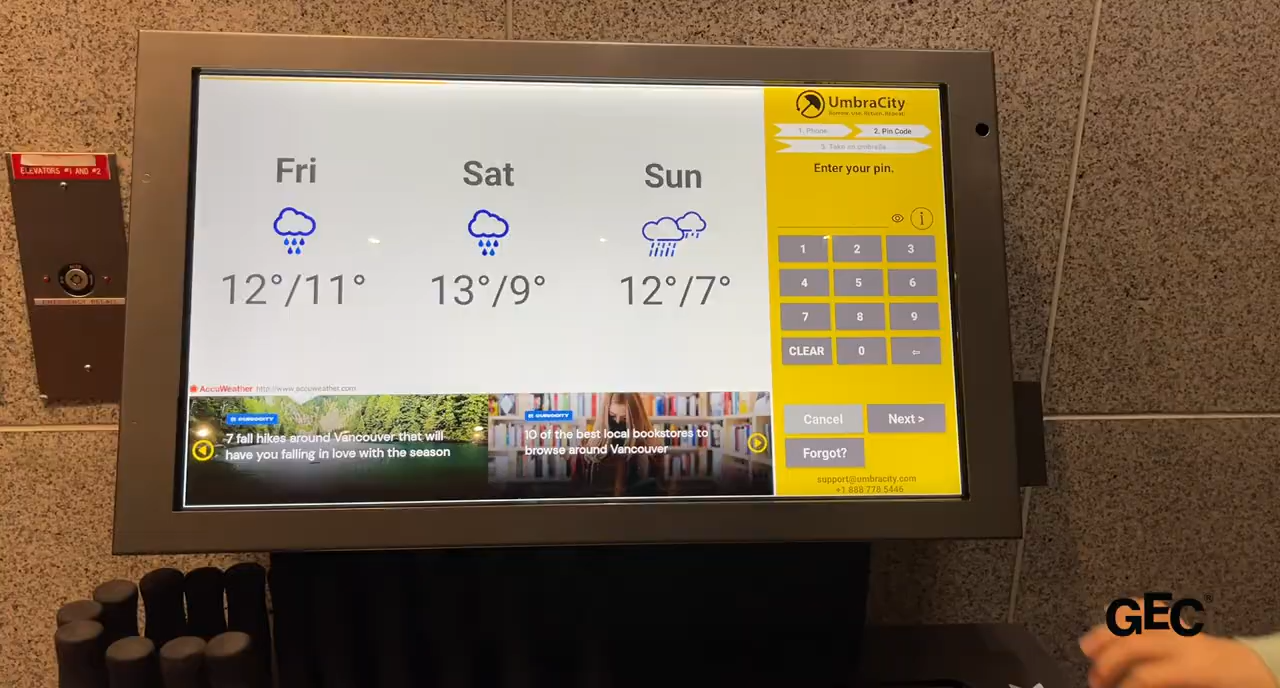 ELEVATORS #1 AND #2
EMERGENCY RECALL
Fri
Sat
Sun
12°/11°
13°/9°
12°/7°
AccuWeather http://www.accuweather.com
CURIOCITY
7 fall hikes around Vancouver that will
have you falling in love with the season
CURIOCITY
10 of the best local bookstores to
browse around Vancouver
UmbraCity
Borrow. Use. Return. Repeat.
1. Phone
2. Pin Code
3. Take an umbrella
Enter your pin.
i
1 2 3
4 5 6
7 8 9
CLEAR 0 ⇦
Cancel
Next >
Forgot?
support@umbracity.com
+1 888 778 5446
GEC®